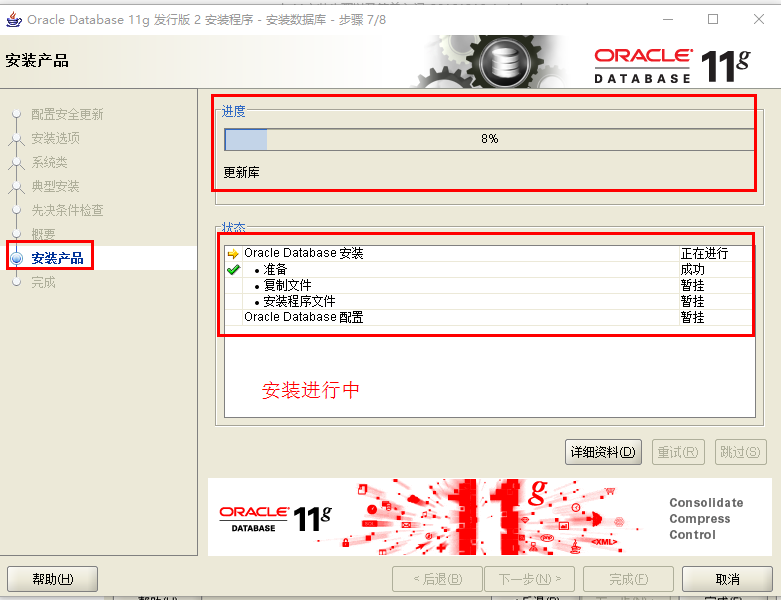 Oracle Database 11g 发行版 2 安装程序 - 安装数据库 - 步骤 7/8
安装产品
ORACLE
DATABASE 11g
配置安全更新
安装选项
系统类
典型安装
先决条件检查
概要
安装产品
完成
进度
8%
更新库
状态
Oracle Database 安装 正在进行
准备 成功
复制文件 暂挂
安装程序文件 暂挂
Oracle Database 配置 暂挂
安装进行中
详细资料(D) 重试(R) 跳过(S)
ORACLE
DATABASE 11g
11g
<XML>
Consolidate
Compress
Control
帮助(H) < 后退(B) 下一步(N) > 完成(F) 取消